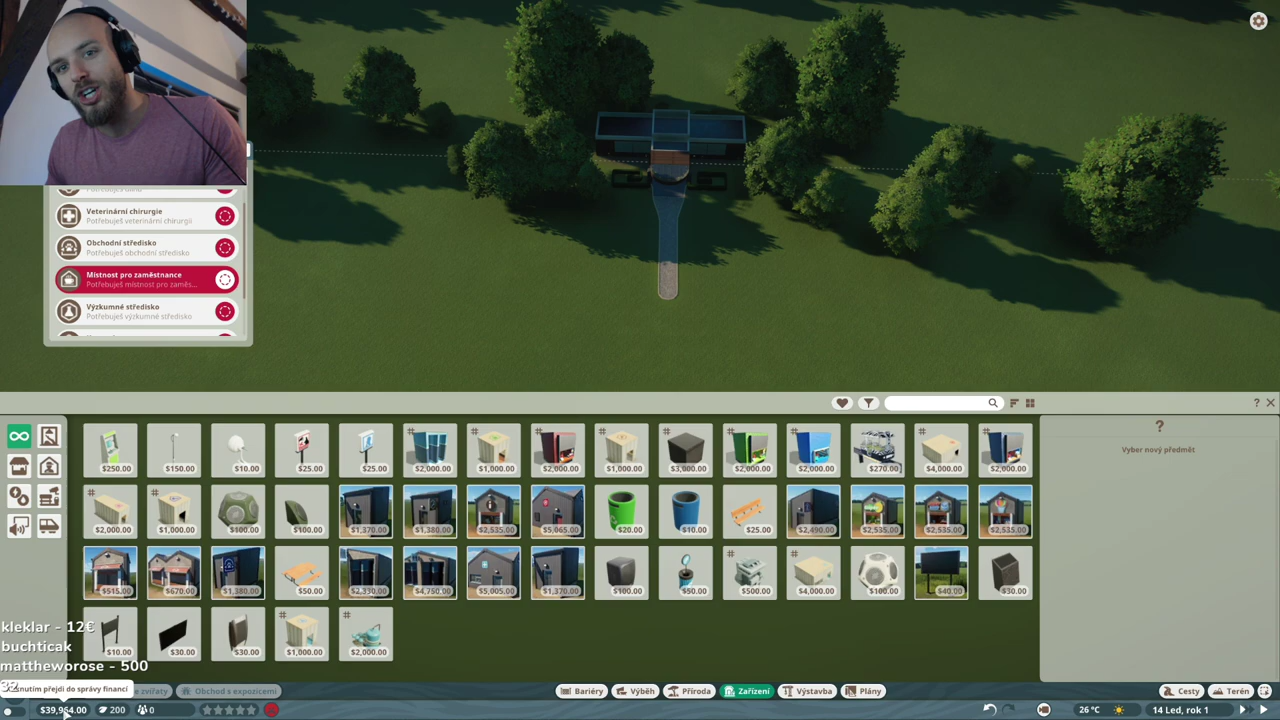 Veterinární chirurgie
Potřebuješ veterinární chirurgii
Obchodní středisko
Potřebuješ obchodní středisko
Místnost pro zaměstnance
Potřebuješ místnost pro zaměs...
Výzkumné středisko
Potřebuješ výzkumné středisko
?
Vyber nový předmět
$250.00 $150.00 $10.00 $25.00 $25.00 $2,000.00 $1,000.00 $2,000.00 $1,000.00 $3,000.00 $2,000.00 $2,000.00 $270.00 $4,000.00 $2,000.00
$2,000.00 $1,000.00 $100.00 $100.00 $1,370.00 $1,380.00 $2,535.00 $5,065.00 $20.00 $10.00 $25.00 $2,490.00 $2,535.00 $2,535.00 $2,535.00
$515.00 $670.00 $1,380.00 $50.00 $2,330.00 $4,750.00 $5,005.00 $1,370.00 $100.00 $50.00 $500.00 $4,000.00 $100.00 $40.00 $30.00
$10.00 $30.00 $30.00 $1,000.00 $2,000.00
kleklar - 12€
buchticak
mattheworose - 500
přejdi do správy financí
zvířaty Obchod s expozicemi
Bariéry Výběh Příroda Zařízení Výstavba Plány Cesty Terén
$39,964.00 200 0 26 °C 14 Led, rok 1